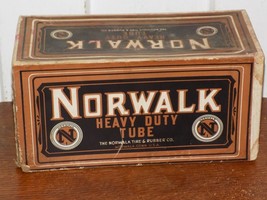 NORWALK
NORWALK
HEAVY DUTY
TUBE
N
N
THE NORWALK TIRE & RUBBER CO.